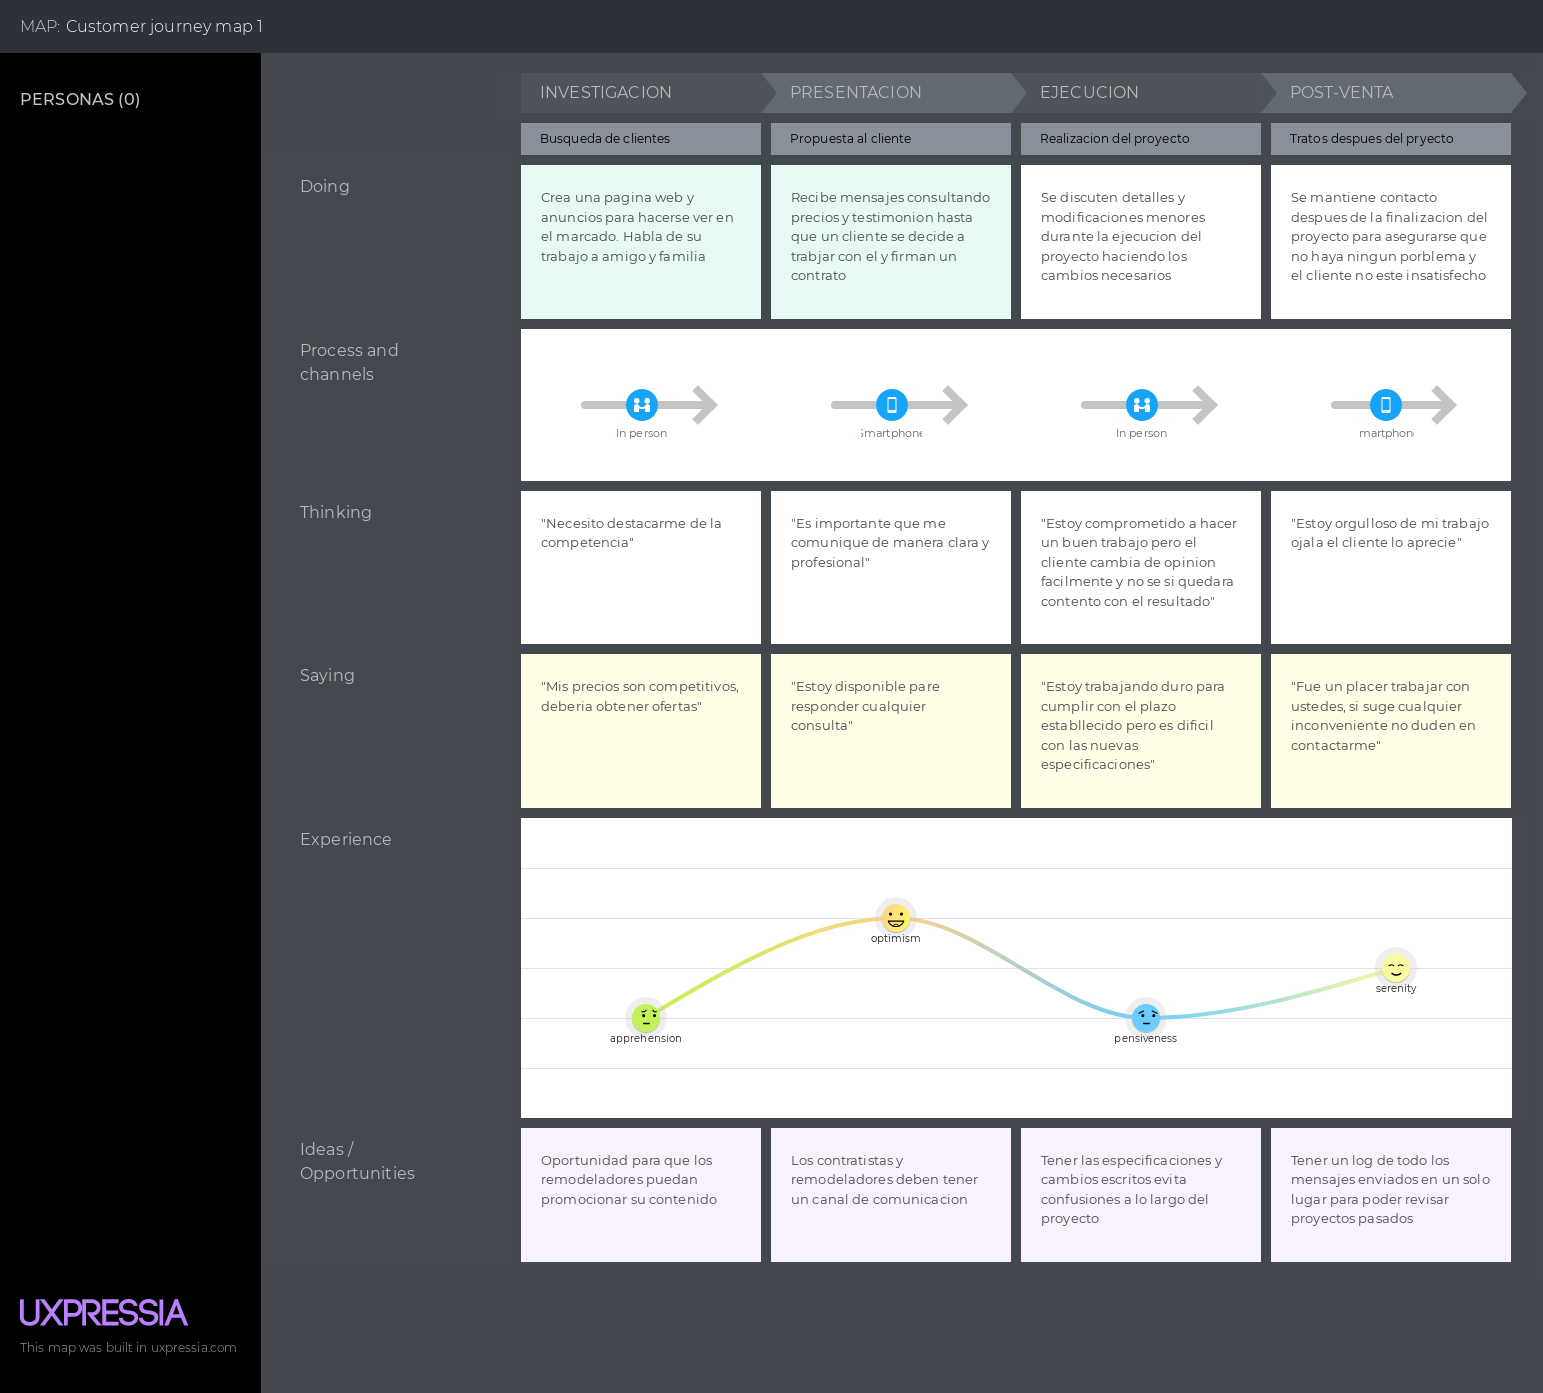 MAP: Customer journey map 1
PERSONAS (0)
INVESTIGACION
PRESENTACION
EJECUCION
POST-VENTA
Busqueda de clientes
Propuesta al cliente
Realizacion del proyecto
Tratos despues del pryecto
Doing
Crea una pagina web y
anuncios para hacerse ver en
el marcado. Habla de su
trabajo a amigo y familia
Recibe mensajes consultando
precios y testimonion hasta
que un cliente se decide a
trabjar con el y firman un
contrato
Se discuten detalles y
modificaciones menores
durante la ejecucion del
proyecto haciendo los
cambios necesarios
Se mantiene contacto
despues de la finalizacion del
proyecto para asegurarse que
no haya ningun porblema y
el cliente no este insatisfecho
Process and
channels
In person
Smartphone
In person
martphon
Thinking
"Necesito destacarme de la
competencia"
"Es importante que me
comunique de manera clara y
profesional"
"Estoy comprometido a hacer
un buen trabajo pero el
cliente cambia de opinion
facilmente y no se si quedara
contento con el resultado"
"Estoy orgulloso de mi trabajo
ojala el cliente lo aprecie"
Saying
"Mis precios son competitivos,
deberia obtener ofertas"
"Estoy disponible pare
responder cualquier
consulta"
"Estoy trabajando duro para
cumplir con el plazo
establlecido pero es dificil
con las nuevas
especificaciones"
"Fue un placer trabajar con
ustedes, si suge cualquier
inconveniente no duden en
contactarme"
Experience
optimism
serenity
apprehension
pensiveness
Ideas /
Opportunities
Oportunidad para que los
remodeladores puedan
promocionar su contenido
Los contratistas y
remodeladores deben tener
un canal de comunicacion
Tener las especificaciones y
cambios escritos evita
confusiones a lo largo del
proyecto
Tener un log de todo los
mensajes enviados en un solo
lugar para poder revisar
proyectos pasados
UXPRESSIA
This map was built in uxpressia.com